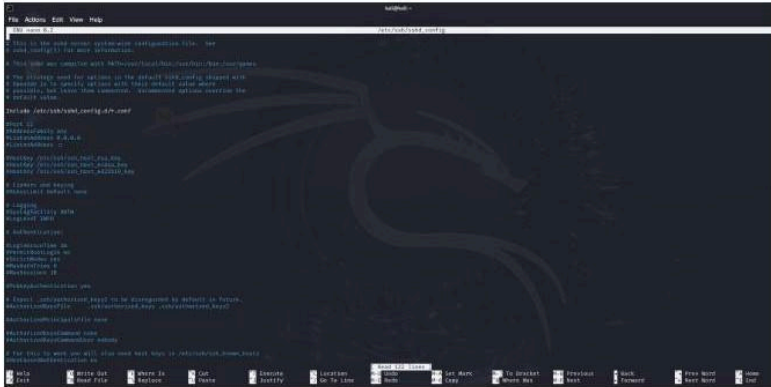 kali@kali: ~
File Actions Edit View Help
GNU nano 8.2 /etc/ssh/sshd_config
# This is the sshd server system-wide configuration file. See
# sshd_config(5) for more information.
# This sshd was compiled with PATH=/usr/local/bin:/usr/bin:/bin:/usr/games
# The strategy used for options in the default sshd_config shipped with
# OpenSSH is to specify options with their default value where
# possible, but leave them commented. Uncommented options override the
# default value.
Include /etc/ssh/sshd_config.d/*.conf
#Port 22
#AddressFamily any
#ListenAddress 0.0.0.0
#ListenAddress ::
#HostKey /etc/ssh/ssh_host_rsa_key
#HostKey /etc/ssh/ssh_host_ecdsa_key
#HostKey /etc/ssh/ssh_host_ed25519_key
# Ciphers and keying
#RekeyLimit default none
# Logging
#SyslogFacility AUTH
#LogLevel INFO
# Authentication:
#LoginGraceTime 2m
#PermitRootLogin
#StrictModes yes
#MaxAuthTries 6
#MaxSessions 10
#PubkeyAuthentication yes
# Expect .ssh/authorized_keys2 to be disregarded by default in future.
#AuthorizedKeysFile .ssh/authorized_keys .ssh/authorized_keys2
#AuthorizedPrincipalsFile none
#AuthorizedKeysCommand none
#AuthorizedKeysCommandUser nobody
# For this to work you will also need host keys in /etc/ssh/ssh_known_hosts
#HostbasedAuthentication no
[ Read 122 lines ]
Help Write Out Where Is Cut Execute Location Undo Set Mark To Bracket Previous Back Prev Word Home
Exit Read File Replace Paste Justify Go To Line Redo Copy Where Was Next Forward Next Word End